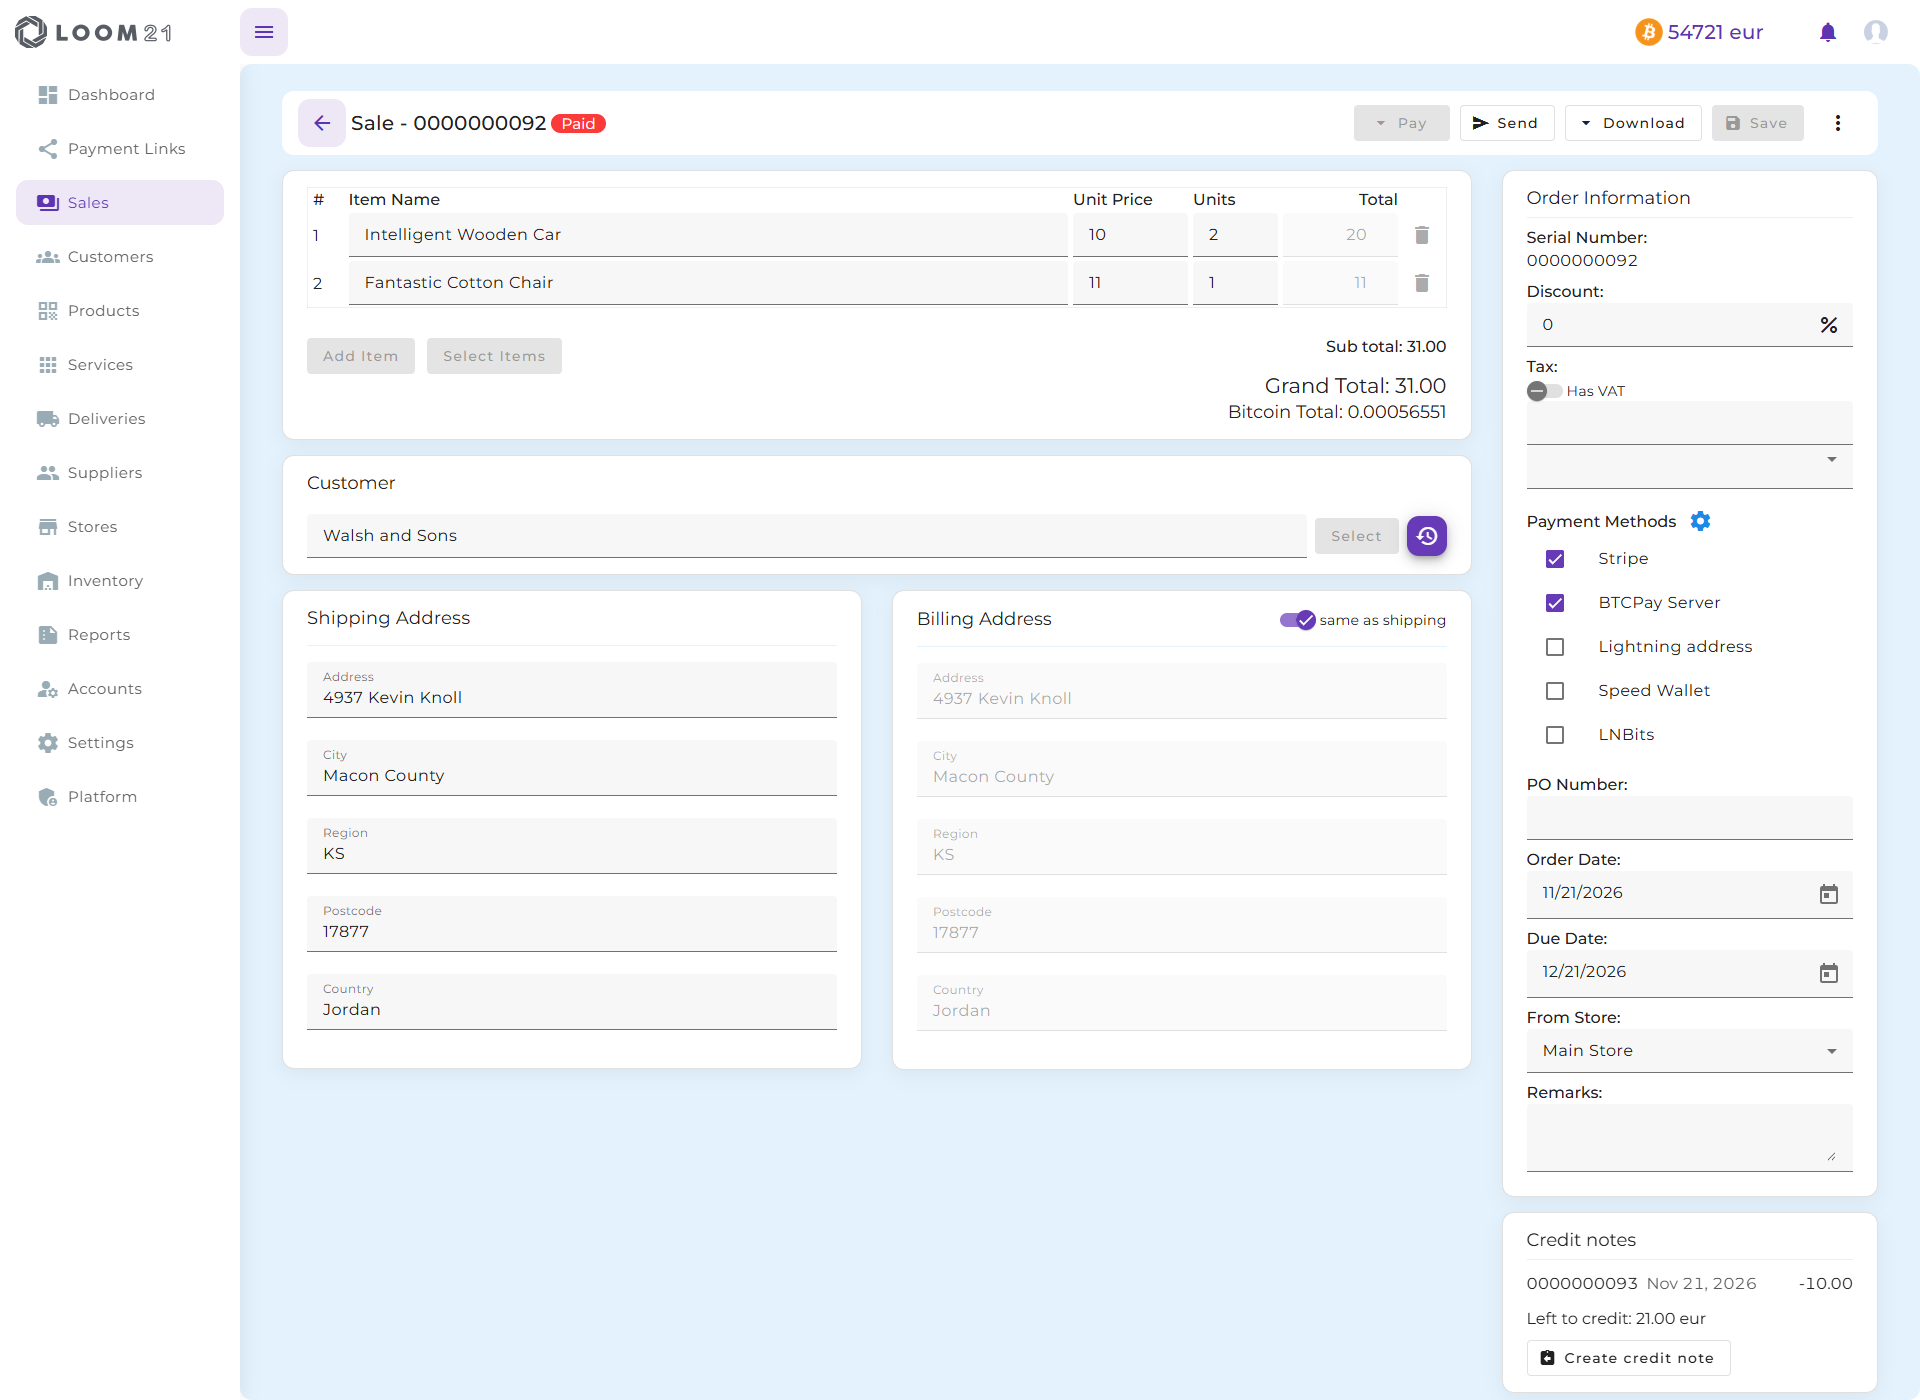 LOOM 21
54721 eur
Dashboard
Payment Links
Sales
Customers
Products
Services
Deliveries
Suppliers
Stores
Inventory
Reports
Accounts
Settings
Platform
Sale - 0000000092 Paid
Pay Send Download Save
# Item Name Unit Price Units Total
1 Intelligent Wooden Car 10 2 20
2 Fantastic Cotton Chair 11 1 11
Add Item Select Items
Sub total: 31.00
Grand Total: 31.00
Bitcoin Total: 0.00056551
Customer
Walsh and Sons Select
Shipping Address
Address
4937 Kevin Knoll
City
Macon County
Region
KS
Postcode
17877
Country
Jordan
Billing Address same as shipping
Address
4937 Kevin Knoll
City
Macon County
Region
KS
Postcode
17877
Country
Jordan
Order Information
Serial Number:
0000000092
Discount:
0 %
Tax:
Has VAT
Payment Methods
Stripe
BTCPay Server
Lightning address
Speed Wallet
LNBits
PO Number:
Order Date:
11/21/2026
Due Date:
12/21/2026
From Store:
Main Store
Remarks:
Credit notes
0000000093 Nov 21, 2026 -10.00
Left to credit: 21.00 eur
Create credit note